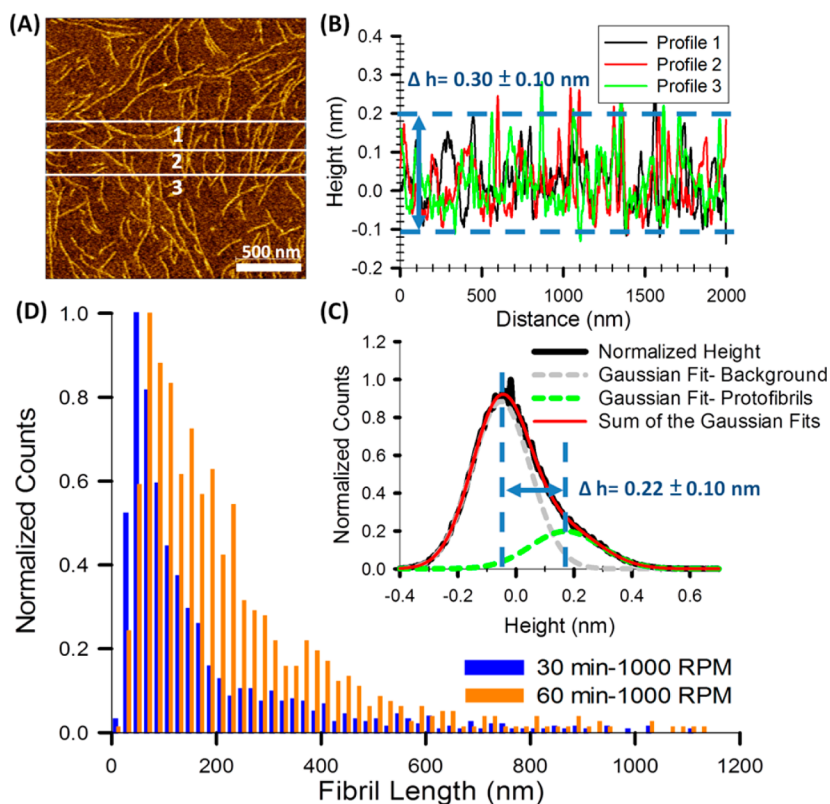 (A)
1
2
3
500 nm
(B)
Δ h= 0.30 ± 0.10 nm
Profile 1
Profile 2
Profile 3
Height (nm)
0.4
0.3
0.2
0.1
0.0
-0.1
-0.2
0 500 1000 1500 2000
Distance (nm)
(D)
Normalized Counts
1.0
0.8
0.6
0.4
0.2
0.0
0 200 400 600 800 1000 1200
Fibril Length (nm)
30 min-1000 RPM
60 min-1000 RPM
(C)
Normalized Counts
1.2
1.0
0.8
0.6
0.4
0.2
0.0
-0.4 -0.2 0.0 0.2 0.4 0.6
Height (nm)
Normalized Height
Gaussian Fit- Background
Gaussian Fit- Protofibrils
Sum of the Gaussian Fits
Δ h= 0.22 ± 0.10 nm